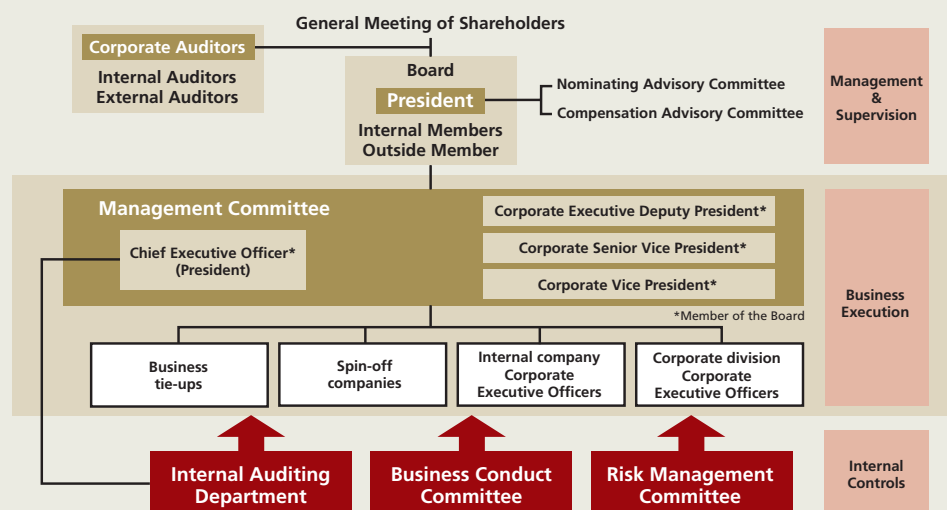 General Meeting of Shareholders
Corporate Auditors
Internal Auditors
External Auditors
Board
President
Internal Members
Outside Member
Nominating Advisory Committee
Compensation Advisory Committee
Management
&
Supervision
Management Committee
Chief Executive Officer*
(President)
Corporate Executive Deputy President*
Corporate Senior Vice President*
Corporate Vice President*
*Member of the Board
Business
Execution
Business
tie-ups
Spin-off
companies
Internal company
Corporate
Executive Officers
Corporate division
Corporate
Executive Officers
Internal Auditing
Department
Business Conduct
Committee
Risk Management
Committee
Internal
Controls